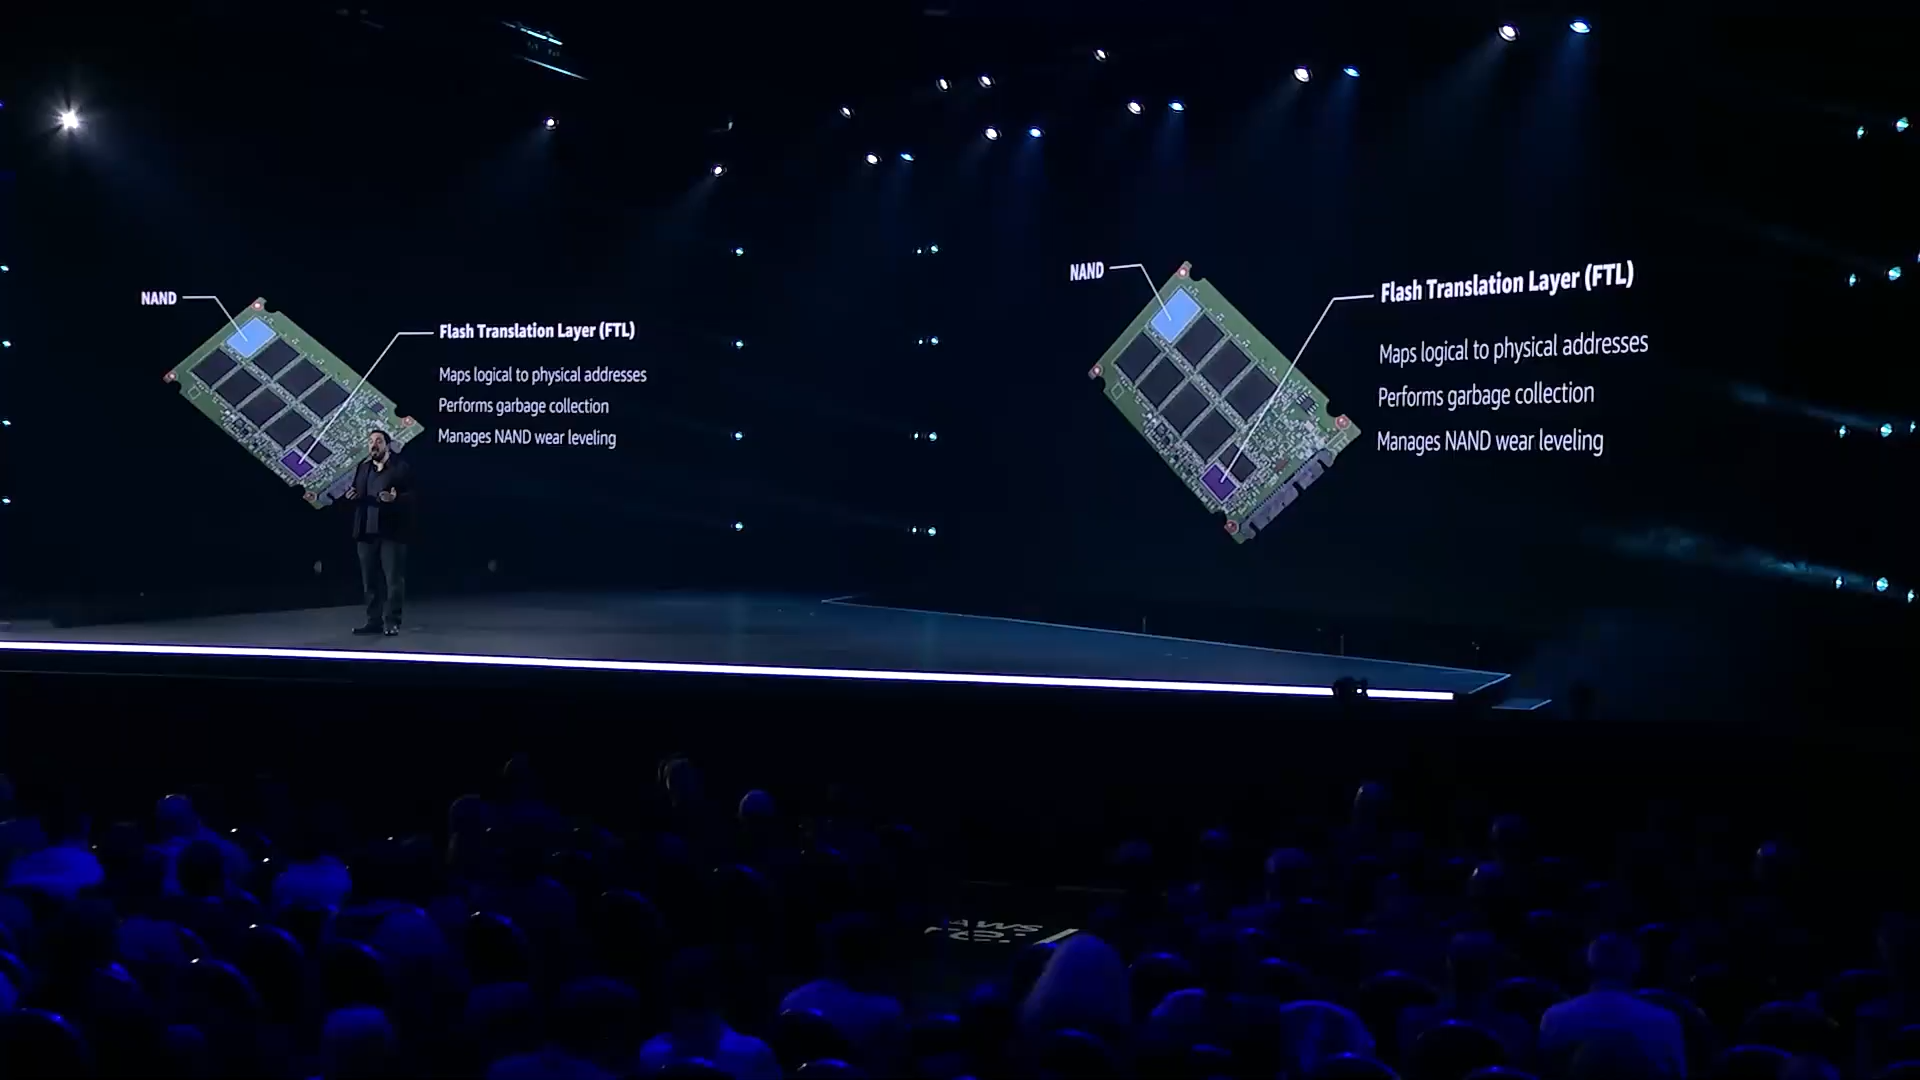 NAND
Flash Translation Layer (FTL)
Maps logical to physical addresses
Performs garbage collection
Manages NAND wear leveling
NAND
Flash Translation Layer (FTL)
Maps logical to physical addresses
Performs garbage collection
Manages NAND wear leveling
AWS